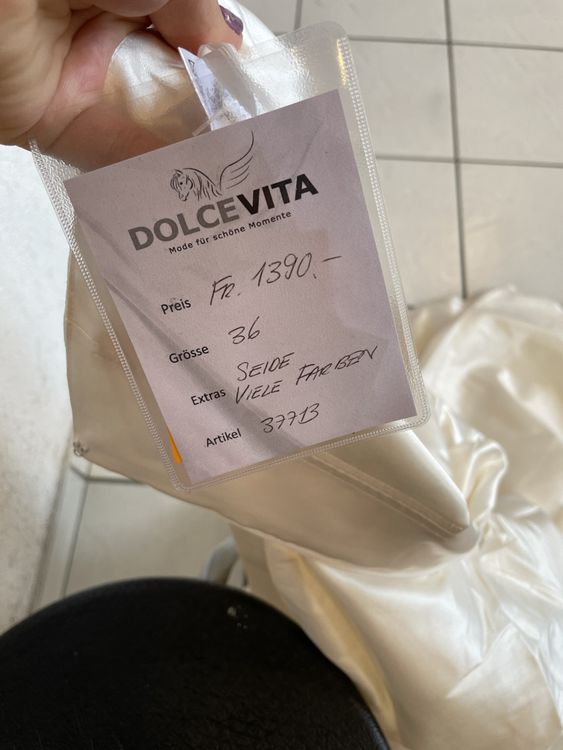 DOLCEVITA
Mode für schöne Momente
Preis Fr. 1390.–
Grösse 36
Extras SEIDE
VIELE FARBEN
Artikel 37713